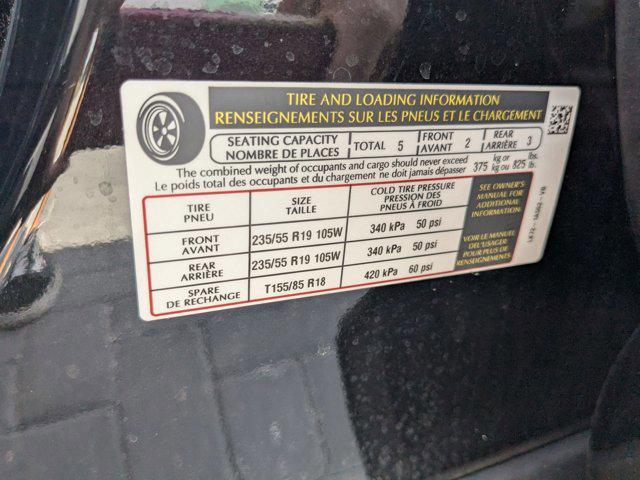 TIRE AND LOADING INFORMATION
RENSEIGNEMENTS SUR LES PNEUS ET LE CHARGEMENT
SEATING CAPACITY
NOMBRE DE PLACES
TOTAL 5
FRONT
AVANT 2
REAR
ARRIÈRE 3
The combined weight of occupants and cargo should never exceed
Le poids total des occupants et du chargement ne doit jamais dépasser
375 kg or 825 lbs.
kg ou lb.
TIRE
PNEU
SIZE
TAILLE
COLD TIRE PRESSURE
PRESSION DES
PNEUS À FROID
SEE OWNER'S
MANUAL FOR
ADDITIONAL
INFORMATION
FRONT
AVANT
235/55 R19 105W
340 kPa 50 psi
REAR
ARRIÈRE
235/55 R19 105W
340 kPa 50 psi
VOIR LE MANUEL
DE L'USAGER
POUR PLUS DE
RENSEIGNEMENTS
SPARE
DE RECHANGE
T155/85 R18
420 kPa 60 psi